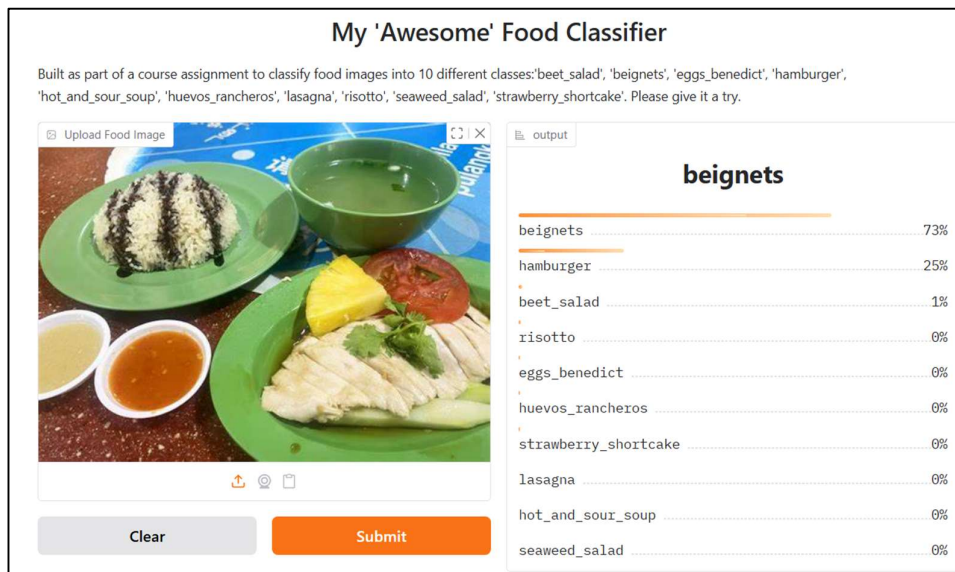 My 'Awesome' Food Classifier
Built as part of a course assignment to classify food images into 10 different classes:'beet_salad', 'beignets', 'eggs_benedict', 'hamburger',
'hot_and_sour_soup', 'huevos_rancheros', 'lasagna', 'risotto', 'seaweed_salad', 'strawberry_shortcake'. Please give it a try.
Upload Food Image
output
beignets
beignets 73%
hamburger 25%
beet_salad 1%
risotto 0%
eggs_benedict 0%
huevos_rancheros 0%
strawberry_shortcake 0%
lasagna 0%
hot_and_sour_soup 0%
seaweed_salad 0%
Clear
Submit